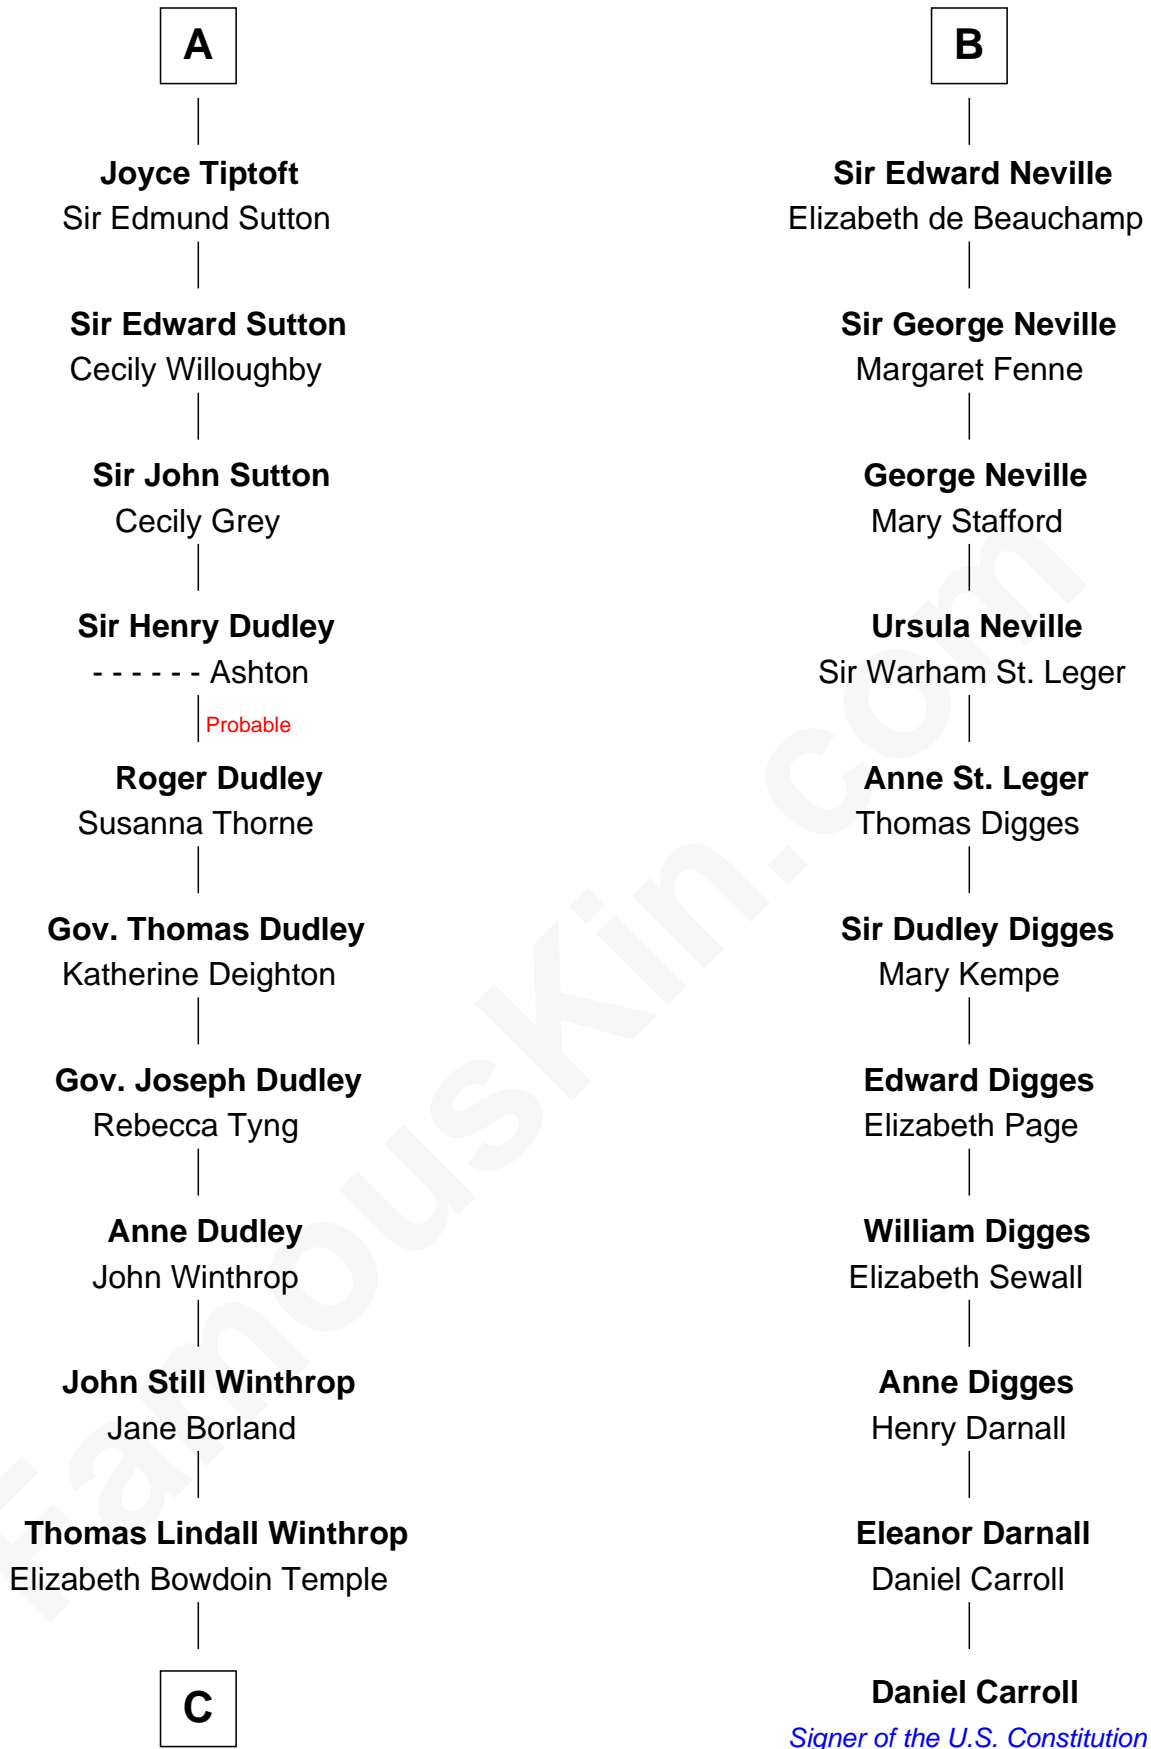 A
Joyce Tiptoft
Sir Edmund Sutton
Sir Edward Sutton
Cecily Willoughby
Sir John Sutton
Cecily Grey
Sir Henry Dudley
- - - - - - Ashton
Probable
Roger Dudley
Susanna Thorne
Gov. Thomas Dudley
Katherine Deighton
Gov. Joseph Dudley
Rebecca Tyng
Anne Dudley
John Winthrop
John Still Winthrop
Jane Borland
Thomas Lindall Winthrop
Elizabeth Bowdoin Temple
C
B
Sir Edward Neville
Elizabeth de Beauchamp
Sir George Neville
Margaret Fenne
George Neville
Mary Stafford
Ursula Neville
Sir Warham St. Leger
Anne St. Leger
Thomas Digges
Sir Dudley Digges
Mary Kempe
Edward Digges
Elizabeth Page
William Digges
Elizabeth Sewall
Anne Digges
Henry Darnall
Eleanor Darnall
Daniel Carroll
Daniel Carroll
Signer of the U.S. Constitution
FamousKin.com